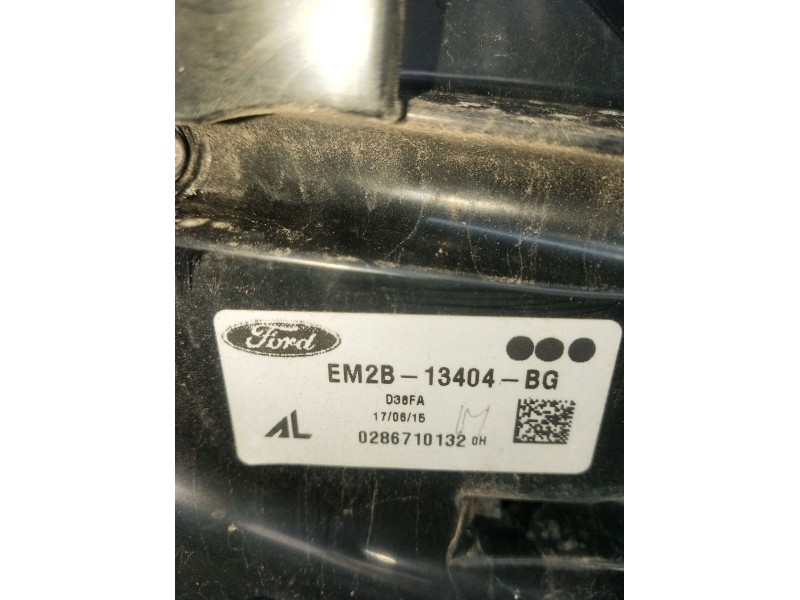 Ford
EM2B-13404-BG
D38FA
17/06/15
AL
0286710132 0H